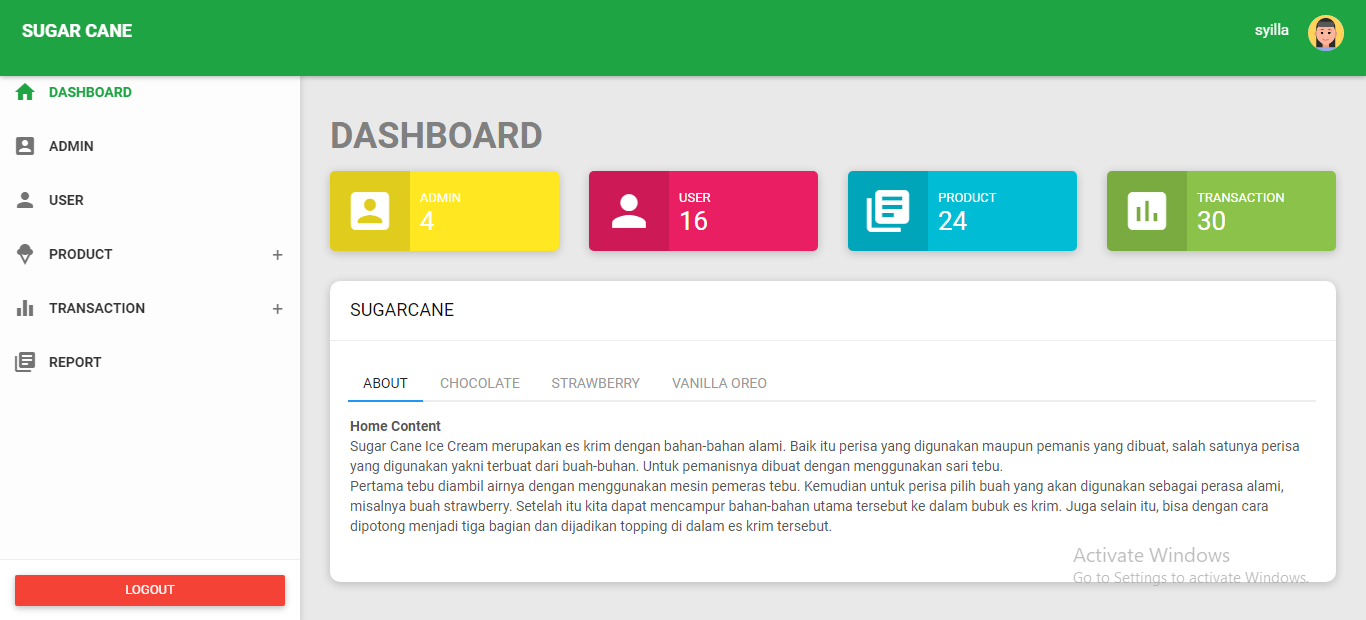 SUGAR CANE
syilla
DASHBOARD
ADMIN
USER
PRODUCT +
TRANSACTION +
REPORT
LOGOUT
DASHBOARD
ADMIN
4
USER
16
PRODUCT
24
TRANSACTION
30
SUGARCANE
ABOUT CHOCOLATE STRAWBERRY VANILLA OREO
Home Content
Sugar Cane Ice Cream merupakan es krim dengan bahan-bahan alami. Baik itu perisa yang digunakan maupun pemanis yang dibuat, salah satunya perisa
yang digunakan yakni terbuat dari buah-buhan. Untuk pemanisnya dibuat dengan menggunakan sari tebu.
Pertama tebu diambil airnya dengan menggunakan mesin pemeras tebu. Kemudian untuk perisa pilih buah yang akan digunakan sebagai perasa alami,
misalnya buah strawberry. Setelah itu kita dapat mencampur bahan-bahan utama tersebut ke dalam bubuk es krim. Juga selain itu, bisa dengan cara
dipotong menjadi tiga bagian dan dijadikan topping di dalam es krim tersebut.
Activate Windows
Go to Settings to activate Windows.